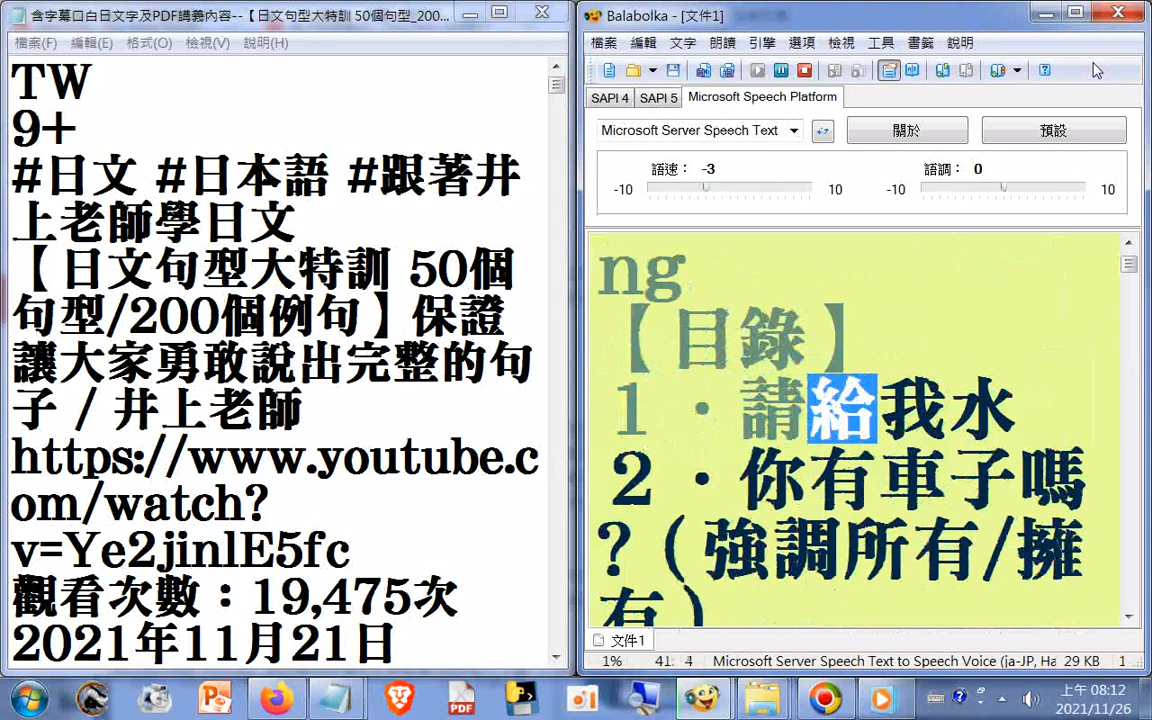 含字幕口白日文字及PDF講義內容--【日文句型大特訓 50個句型_200...
檔案(F) 編輯(E) 格式(O) 檢視(V) 說明(H)
TW
9+
#日文 #日本語 #跟著井
上老師學日文
【日文句型大特訓 50個
句型/200個例句】保證
讓大家勇敢說出完整的句
子 / 井上老師
https://www.youtube.c
om/watch?
v=Ye2jinlE5fc
觀看次數：19,475次
2021年11月21日
Balabolka - [文件1]
檔案 編輯 文字 朗讀 引擎 選項 檢視 工具 書籤 說明
SAPI 4 SAPI 5 Microsoft Speech Platform
Microsoft Server Speech Text 關於 預設
語速： -3 語調： 0
-10 10 -10 10
ng
【目錄】
1．請給我水
2．你有車子嗎
？（強調所有/擁
有）
文件1
1% 41: 4 Microsoft Server Speech Text to Speech Voice (ja-JP, Ha 29 KB 1
PDF
上午 08:12
2021/11/26